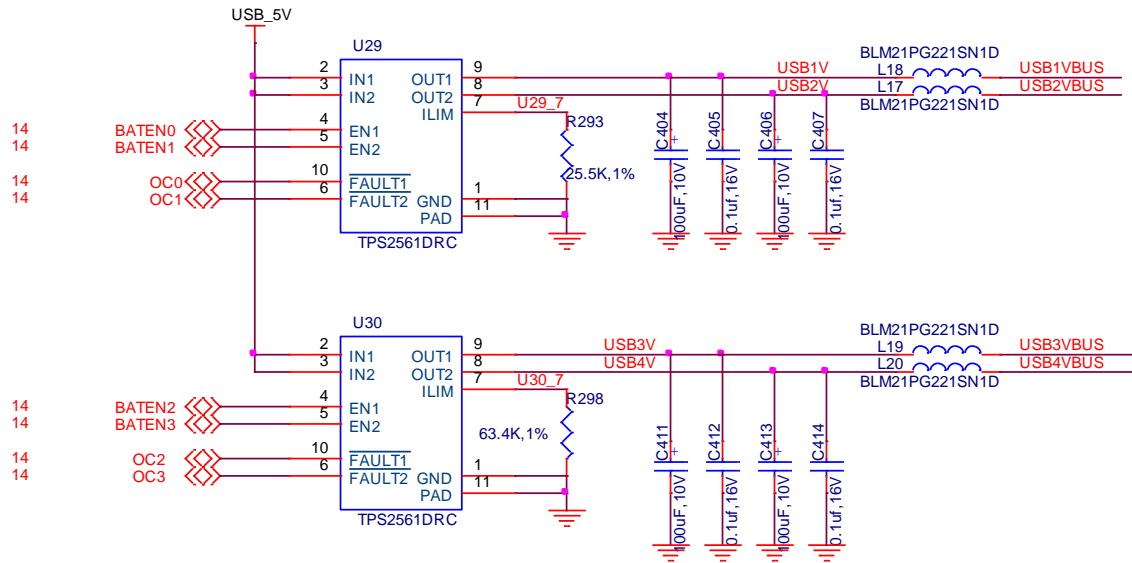 USB_5V
U29
BLM21PG221SN1D
2 IN1 OUT1 9 USB1V L18 USB1VBUS
3 IN2 OUT2 8 USB2V L17 USB2VBUS
ILIM 7 U29_7 BLM21PG221SN1D
R293
14 BATEN0 4 EN1
14 BATEN1 5 EN2
C404 + C405 C406 + C407
25.5K,1%
14 OC0 10 FAULT1
14 OC1 6 FAULT2 GND 1
PAD 11
100uF,10V 0.1uf,16V 100uF,10V 0.1uf,16V
TPS2561DRC
U30
BLM21PG221SN1D
2 IN1 OUT1 9 USB3V L19 USB3VBUS
3 IN2 OUT2 8 USB4V L20 USB4VBUS
ILIM 7 U30_7 BLM21PG221SN1D
R298
14 BATEN2 4 EN1
14 BATEN3 5 EN2
63.4K,1%
C411 + C412 C413 + C414
14 OC2 10 FAULT1
14 OC3 6 FAULT2 GND 1
PAD 11
100uF,10V 0.1uf,16V 100uF,10V 0.1uf,16V
TPS2561DRC